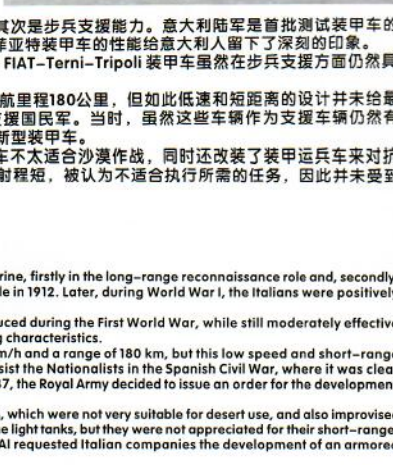 其次是步兵支援能力。意大利陆军是首批测试装甲车的
菲亚特装甲车的性能给意大利人留下了深刻的印象。
FIAT-Terni-Tripoli 装甲车虽然在步兵支援方面仍然具
航里程180公里，但如此低速和短距离的设计并未给最
支援国民军。当时，虽然这些车辆作为支援车辆仍然有
新型装甲车。
车不太适合沙漠作战，同时还改装了装甲运兵车来对抗
射程短，被认为不适合执行所需的任务，因此并未受到
rine, firstly in the long-range reconnaissance role and, secondly
le in 1912. Later, during World War I, the Italians were positively
uced during the First World War, while still moderately effective
g characteristics.
m/h and a range of 180 km, but this low speed and short-range
sist the Nationalists in the Spanish Civil War, where it was clea
37, the Royal Army decided to issue an order for the developmen
, which were not very suitable for desert use, and also improvised
e light tanks, but they were not appreciated for their short-range
AI requested Italian companies the development of an armored